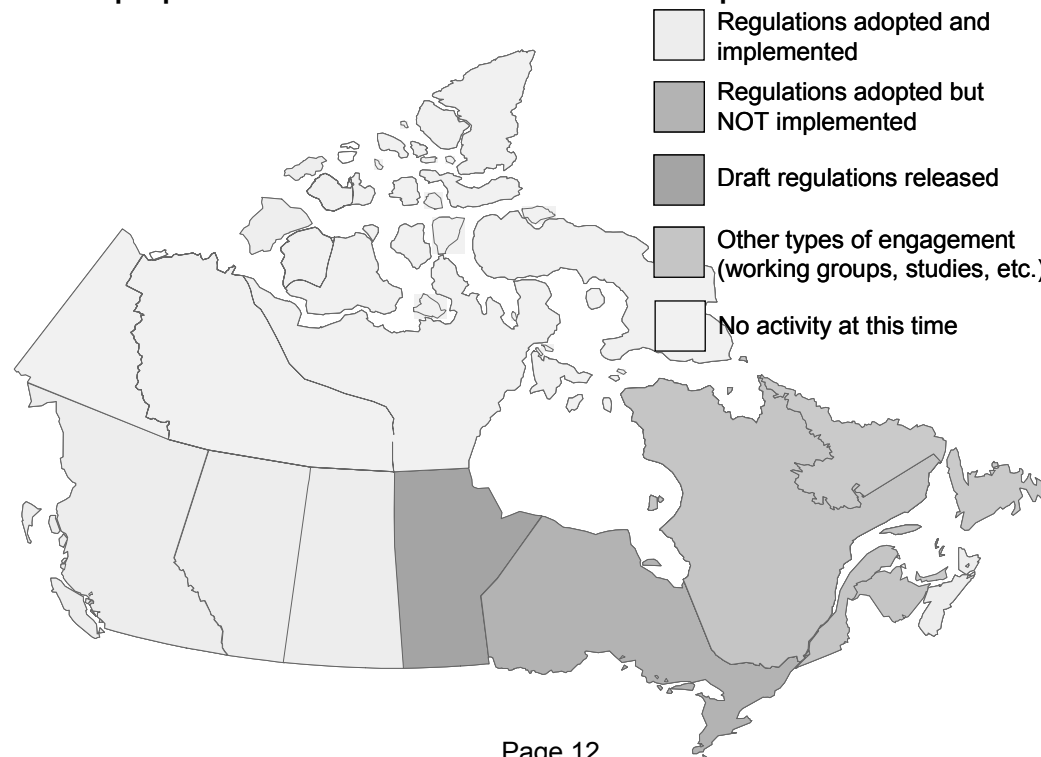 Regulations adopted and
implemented
Regulations adopted but
NOT implemented
Draft regulations released
Other types of engagement
(working groups, studies, etc.)
No activity at this time
Page 12